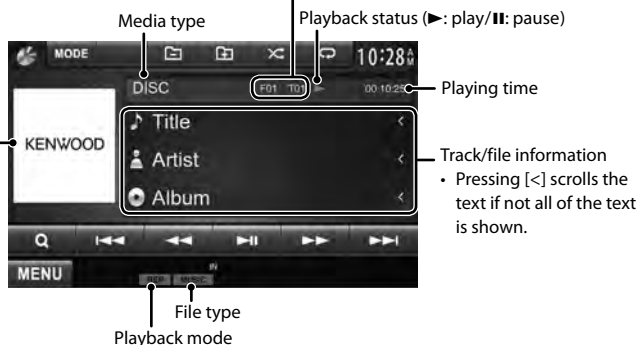 Media type
Playback status (►: play/II: pause)
MODE
10:28 AM
DISC
F01 T01 ►
00:10:25
Playing time
KENWOOD
Title
Artist
Album
<
<
<
Track/file information
• Pressing [<] scrolls the
text if not all of the text
is shown.
MENU
REP
MUSIC
IN
File type
Playback mode